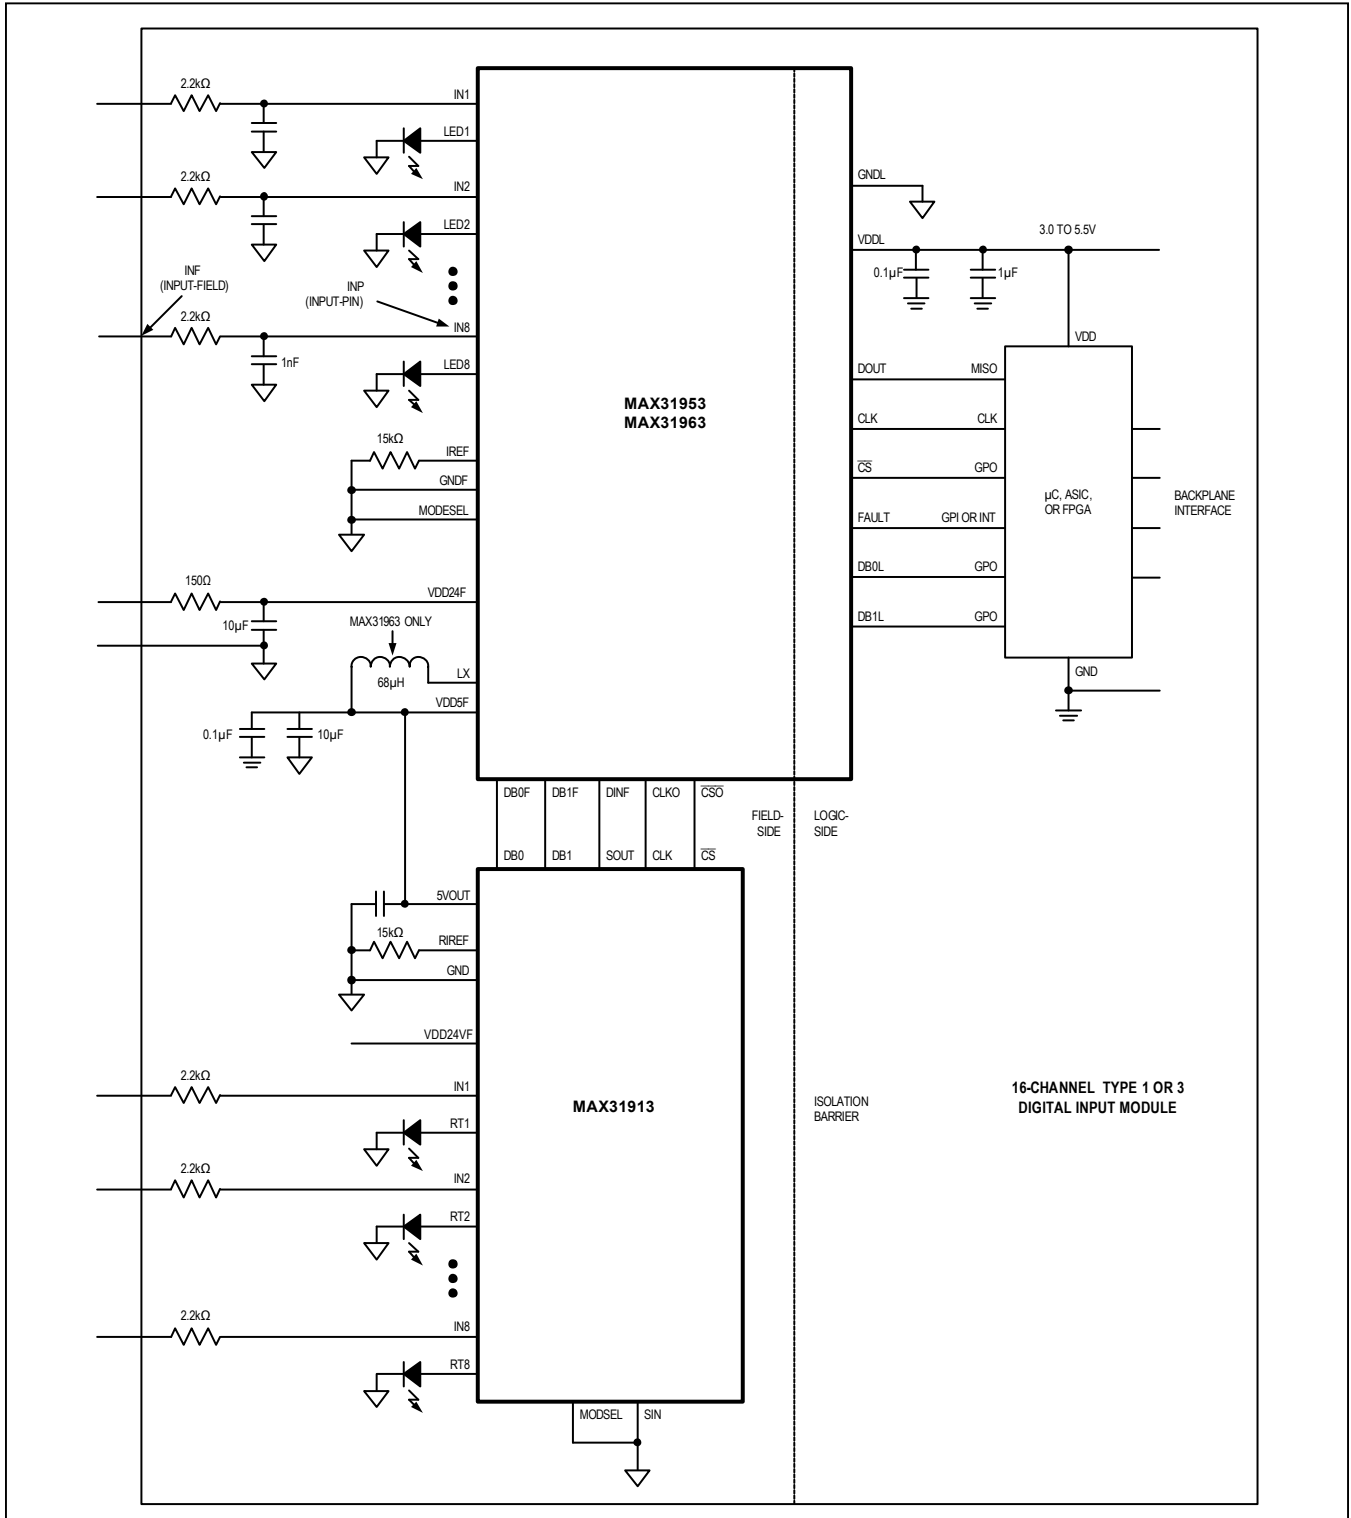 2.2kΩ
IN1
LED1
2.2kΩ
IN2
LED2
INF
(INPUT-FIELD)
INP
(INPUT-PIN)
2.2kΩ
IN8
1nF
LED8
MAX31953
MAX31963
15kΩ
IREF
GNDF
MODESEL
150Ω
VDD24F
10µF
MAX31963 ONLY
LX
68µH
VDD5F
0.1µF
10µF
GNDL
VDDL
3.0 TO 5.5V
0.1µF
1µF
VDD
DOUT
MISO
CLK
CLK
CS
GPO
FAULT
GPI OR INT
DB0L
GPO
DB1L
GPO
µC, ASIC,
OR FPGA
BACKPLANE
INTERFACE
GND
DB0F
DB1F
DINF
CLKO
CSO
FIELD-
SIDE
LOGIC-
SIDE
DB0
DB1
SOUT
CLK
CS
5VOUT
15kΩ
RIREF
GND
VDD24VF
2.2kΩ
IN1
RT1
2.2kΩ
IN2
RT2
2.2kΩ
IN8
RT8
MAX31913
MODSEL
SIN
ISOLATION
BARRIER
16-CHANNEL TYPE 1 OR 3
DIGITAL INPUT MODULE